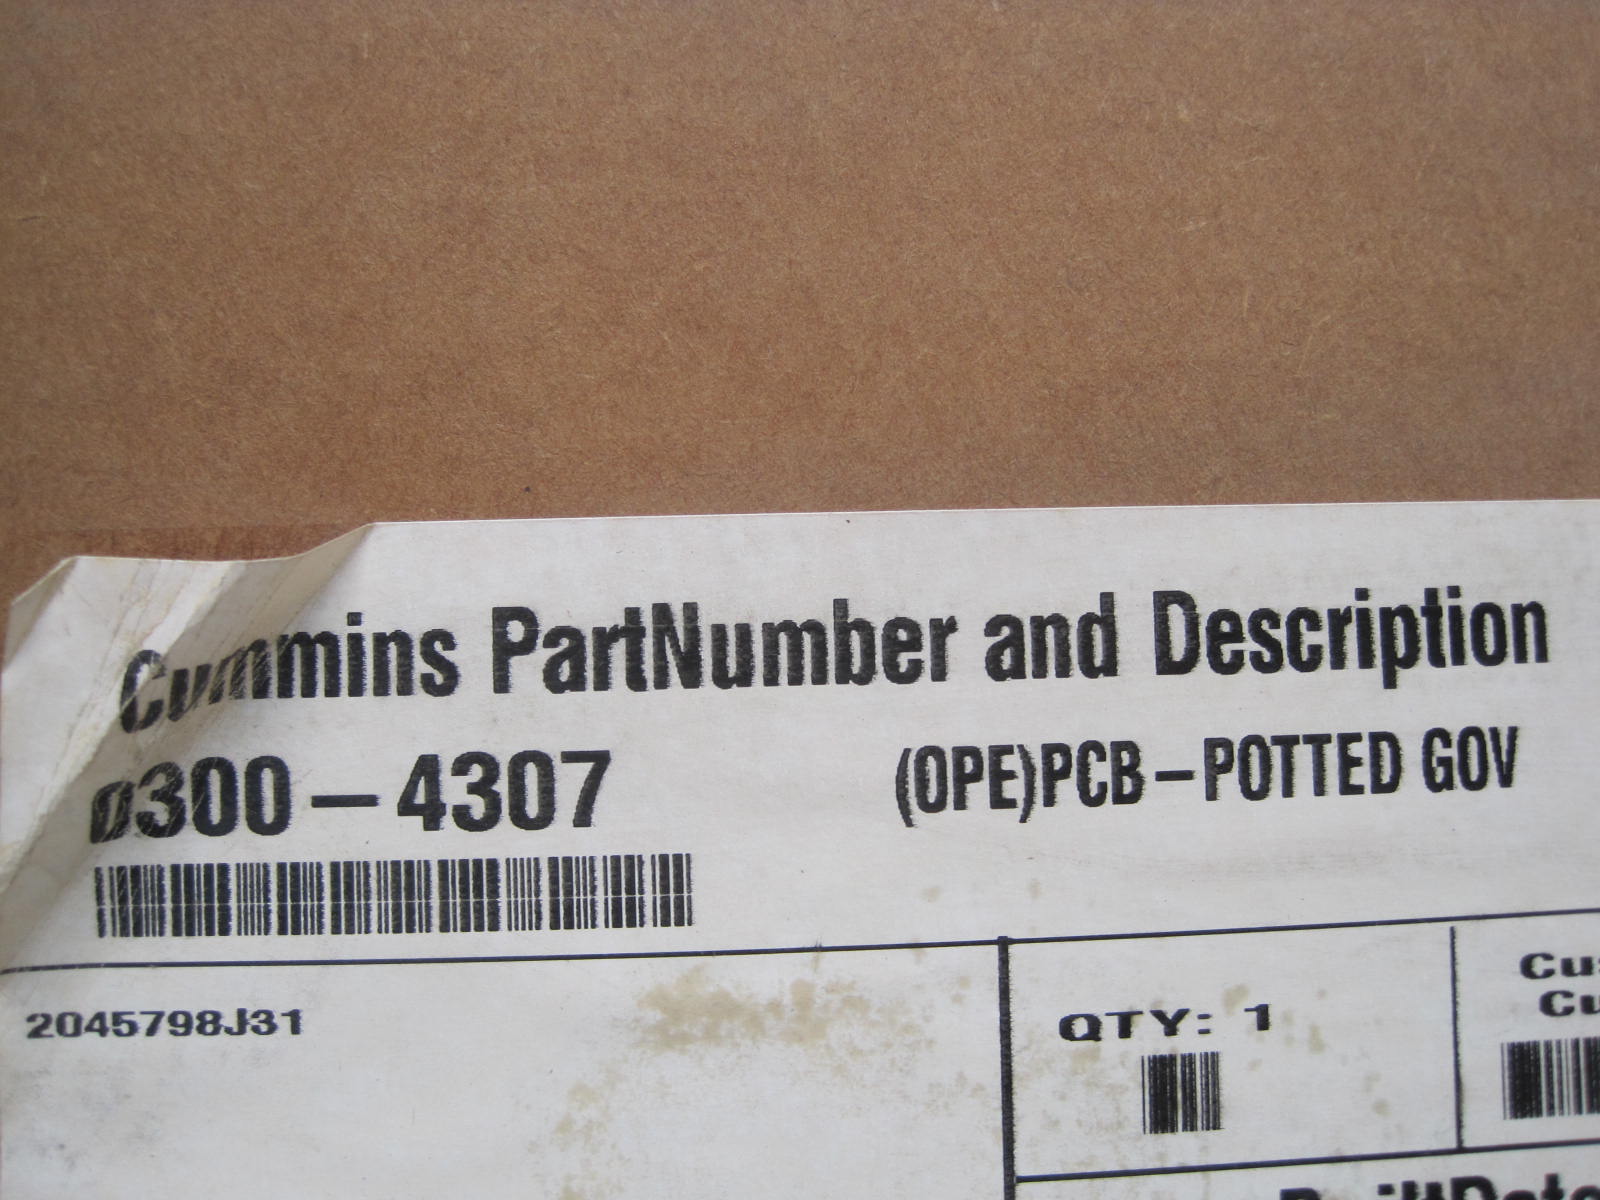 Cummins PartNumber and Description
0300-4307 (OPE)PCB-POTTED GOV
2045798J31
QTY: 1